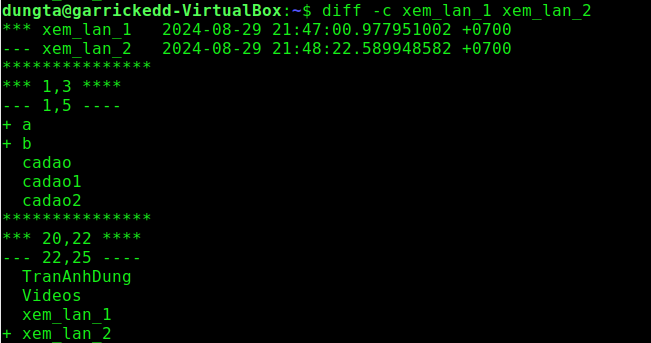 dungta@garrickedd-VirtualBox:~$ diff -c xem_lan_1 xem_lan_2
*** xem_lan_1   2024-08-29 21:47:00.977951002 +0700
--- xem_lan_2   2024-08-29 21:48:22.589948582 +0700
***************
*** 1,3 ****
--- 1,5 ----
+ a
+ b
  cadao
  cadao1
  cadao2
***************
*** 20,22 ****
--- 22,25 ----
  TranAnhDung
  Videos
  xem_lan_1
+ xem_lan_2